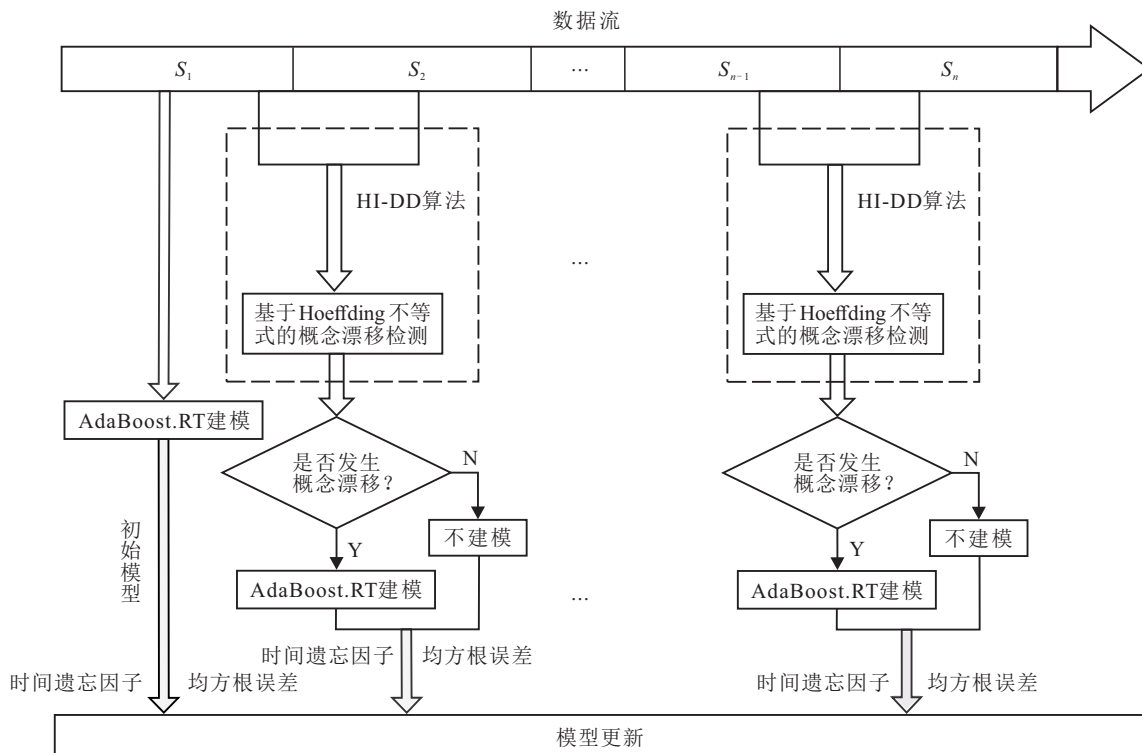 数据流
S1 S2 … Sn-1 Sn
HI-DD算法
HI-DD算法
…
基于Hoeffding不等
式的概念漂移检测
基于Hoeffding不等
式的概念漂移检测
AdaBoost.RT建模
是否发生
概念漂移?
N
是否发生
概念漂移?
N
初始模型
不建模
不建模
Y
Y
AdaBoost.RT建模
…
AdaBoost.RT建模
时间遗忘因子 均方根误差
时间遗忘因子 均方根误差
时间遗忘因子 均方根误差
模型更新